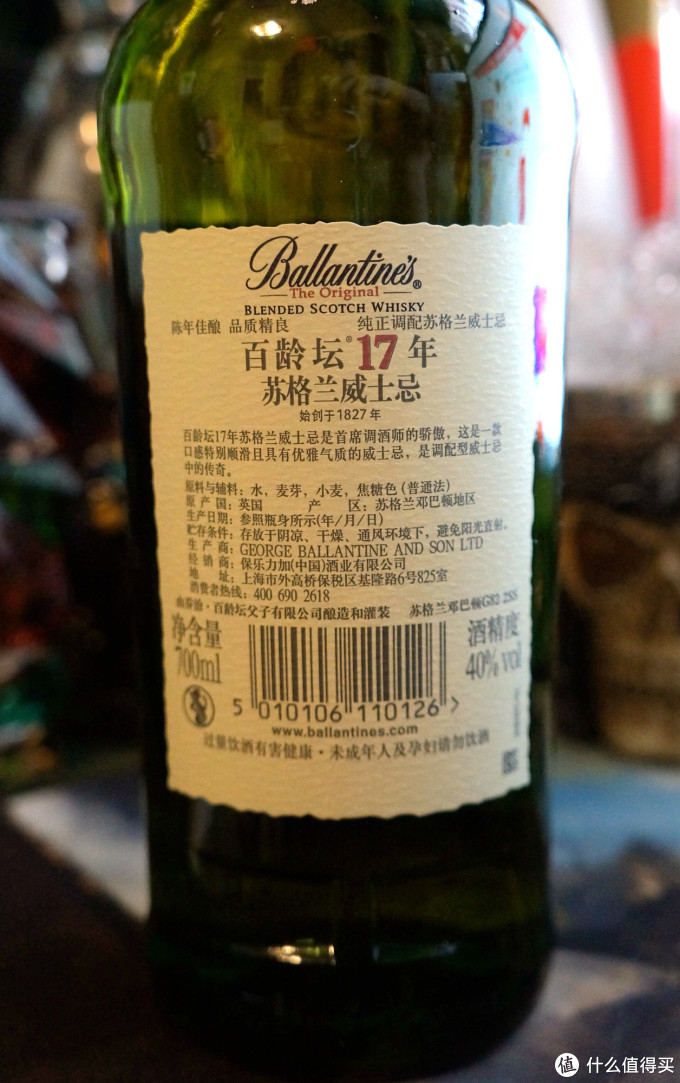 Ballantine's®
The Original
BLENDED SCOTCH WHISKY
陈年佳酿 品质精良 纯正调配苏格兰威士忌
百龄坛®17年
苏格兰威士忌
始创于1827年
百龄坛17年苏格兰威士忌是首席调酒师的骄傲，这是一款
口感特别顺滑且具有优雅气质的威士忌，是调配型威士忌
中的传奇。
原料与辅料：水，麦芽，小麦，焦糖色(普通法)
原产国：英国 产区：苏格兰邓巴顿地区
生产日期：参照瓶身所示(年/月/日)
贮存条件：存放于阴凉、干燥、通风环境下，避免阳光直射。
生产商：GEORGE BALLANTINE AND SON LTD
经销商：保乐力加(中国)酒业有限公司
地址：上海市外高桥保税区基隆路6号825室
消费者热线：400 690 2618
由乔治·百龄坛父子有限公司酿造和灌装 苏格兰邓巴顿G82 2SS
净含量
700ml
酒精度
40% vol
5 010106 110126 >
www.ballantines.com
过量饮酒有害健康·未成年人及孕妇请勿饮酒
值 什么值得买